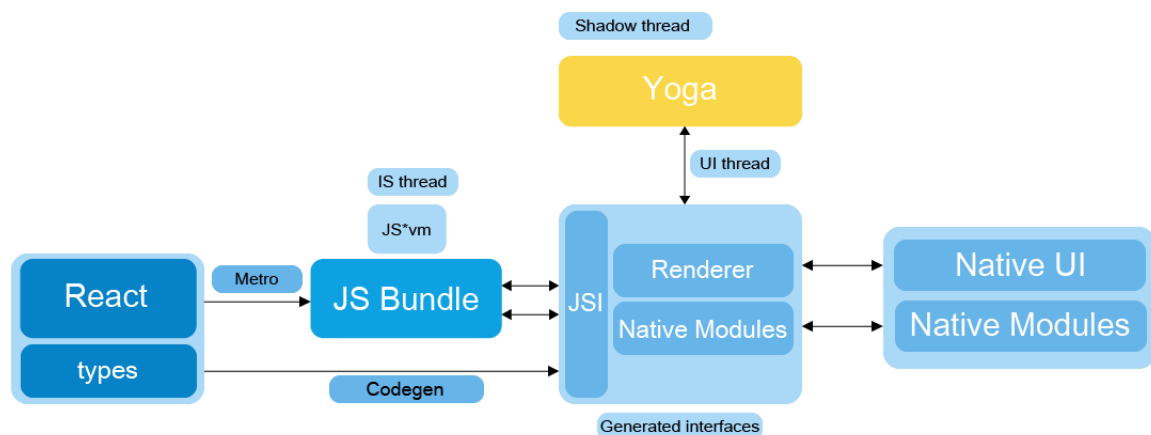 Shadow thread
Yoga
UI thread
IS thread
JS*vm
React
types
Metro
JS Bundle
Codegen
JSI
Renderer
Native Modules
Generated interfaces
Native UI
Native Modules